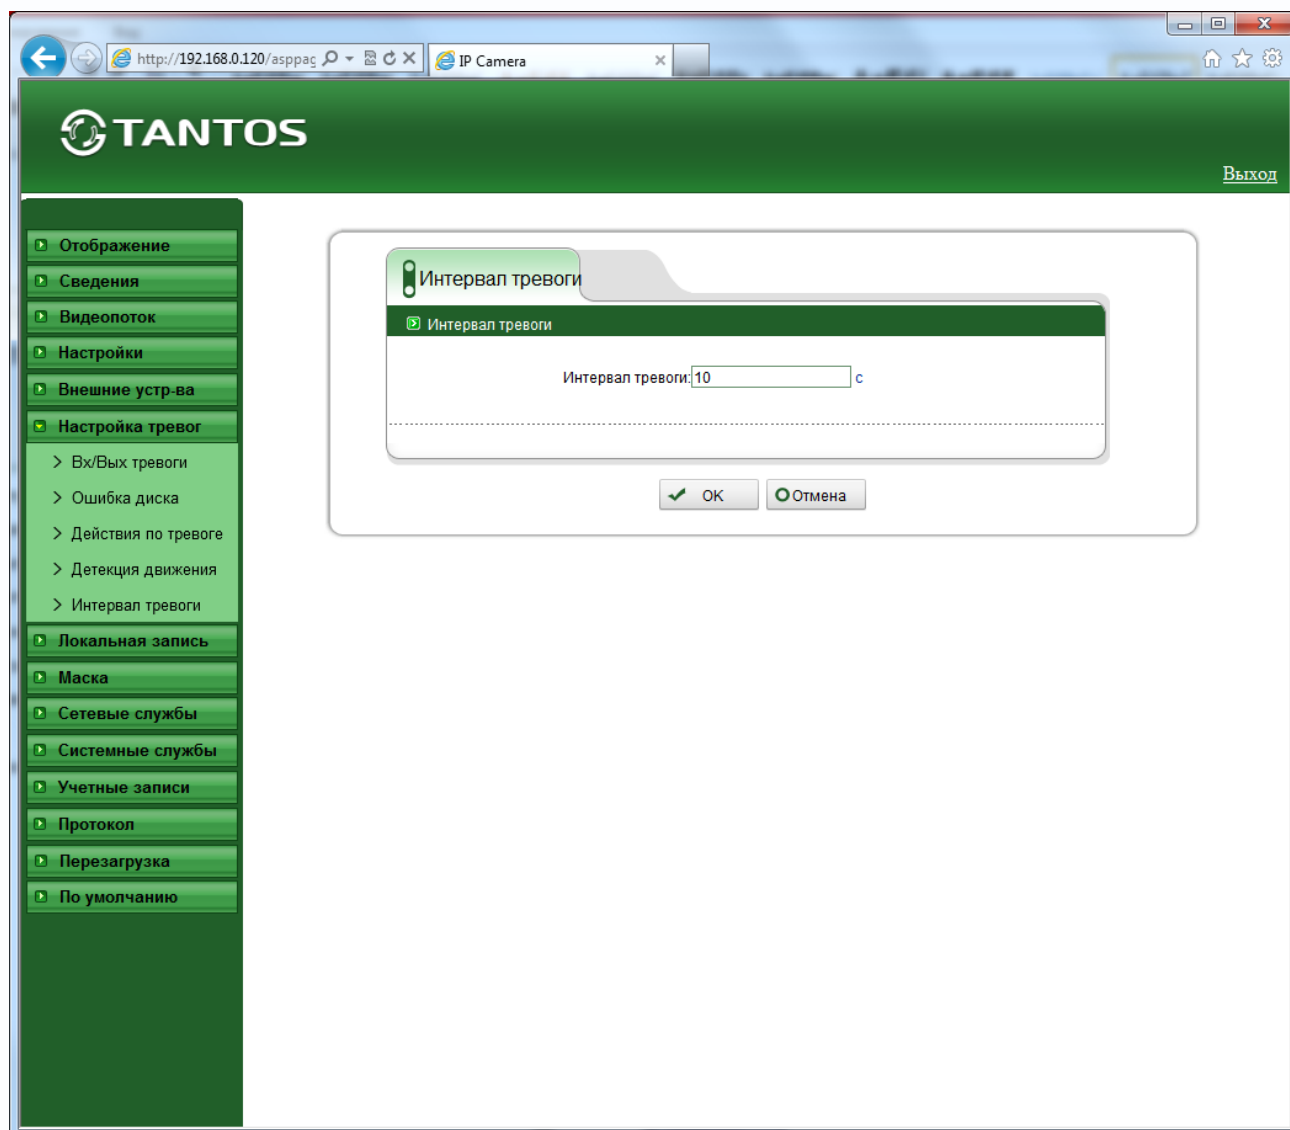 http://192.168.0.120/asppag
IP Camera
TANTOS
Выход
Отображение
Сведения
Видеопоток
Настройки
Внешние устр-ва
Настройка тревог
Вх/Вых тревоги
Ошибка диска
Действия по тревоге
Детекция движения
Интервал тревоги
Локальная запись
Маска
Сетевые службы
Системные службы
Учетные записи
Протокол
Перезагрузка
По умолчанию
Интервал тревоги
Интервал тревоги
Интервал тревоги: 10 с
OK
Отмена